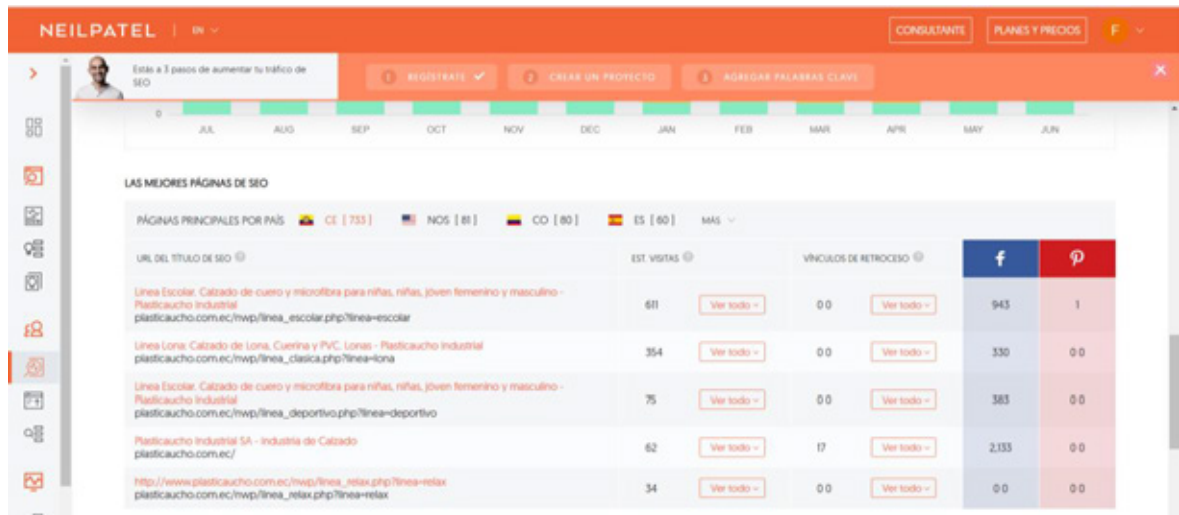 NEILPATEL | EN
CONSULTANTE
PLANES Y PRECIOS
F
Estás a 3 pasos de aumentar tu tráfico de
SEO
1 REGÍSTRATE
2 CREAR UN PROYECTO
3 AGREGAR PALABRAS CLAVE
0
JUL AUG SEP OCT NOV DEC JAN FEB MAR APR MAY JUN
LAS MEJORES PÁGINAS DE SEO
PÁGINAS PRINCIPALES POR PAÍS CE [ 733 ] NOS [ 81 ] CO [ 80 ] ES [ 60 ] MÁS
URL DEL TÍTULO DE SEO EST. VISITAS VÍNCULOS DE RETROCESO
Linea Escolar. Calzado de cuero y microfibra para niñas, niñas, jóven femenino y masculino -
Plasticaucho Industrial
plasticaucho.com.ec/nwp/linea_escolar.php?linea=escolar
611 Ver todo 0 0 Ver todo 943 1
Linea Lona: Calzado de Lona, Cuerina y PVC. Lonas - Plasticaucho Industrial
plasticaucho.com.ec/nwp/linea_clasica.php?linea=lona
354 Ver todo 0 0 Ver todo 330 0 0
Linea Escolar. Calzado de cuero y microfibra para niñas, niñas, jóven femenino y masculino -
Plasticaucho Industrial
plasticaucho.com.ec/nwp/linea_deportivo.php?linea=deportivo
75 Ver todo 0 0 Ver todo 383 0 0
Plasticaucho Industrial SA - Industria de Calzado
plasticaucho.com.ec/
62 Ver todo 17 Ver todo 2,133 0 0
http://www.plasticaucho.com.ec/nwp/linea_relax.php?linea=relax
plasticaucho.com.ec/nwp/linea_relax.php?linea=relax
34 Ver todo 0 0 Ver todo 0 0 0 0